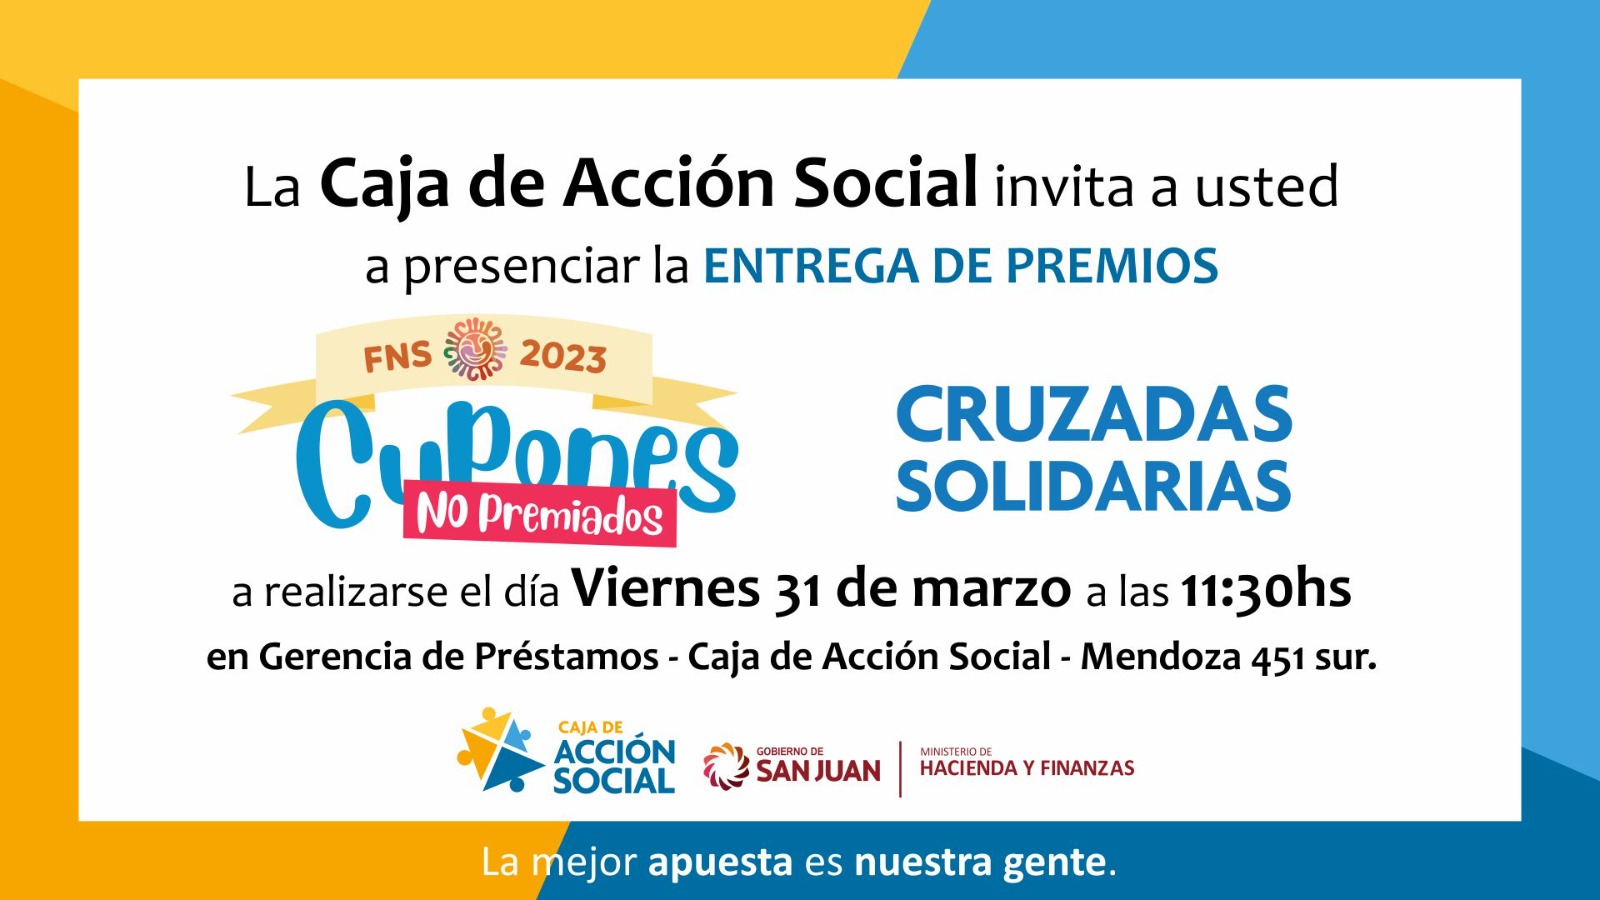 La Caja de Acción Social invita a usted
a presenciar la ENTREGA DE PREMIOS
FNS 2023
Cupones
No Premiados
CRUZADAS
SOLIDARIAS
a realizarse el día Viernes 31 de marzo a las 11:30hs
en Gerencia de Préstamos - Caja de Acción Social - Mendoza 451 sur.
CAJA DE
ACCIÓN
SOCIAL
GOBIERNO DE
SAN JUAN
MINISTERIO DE
HACIENDA Y FINANZAS
La mejor apuesta es nuestra gente.